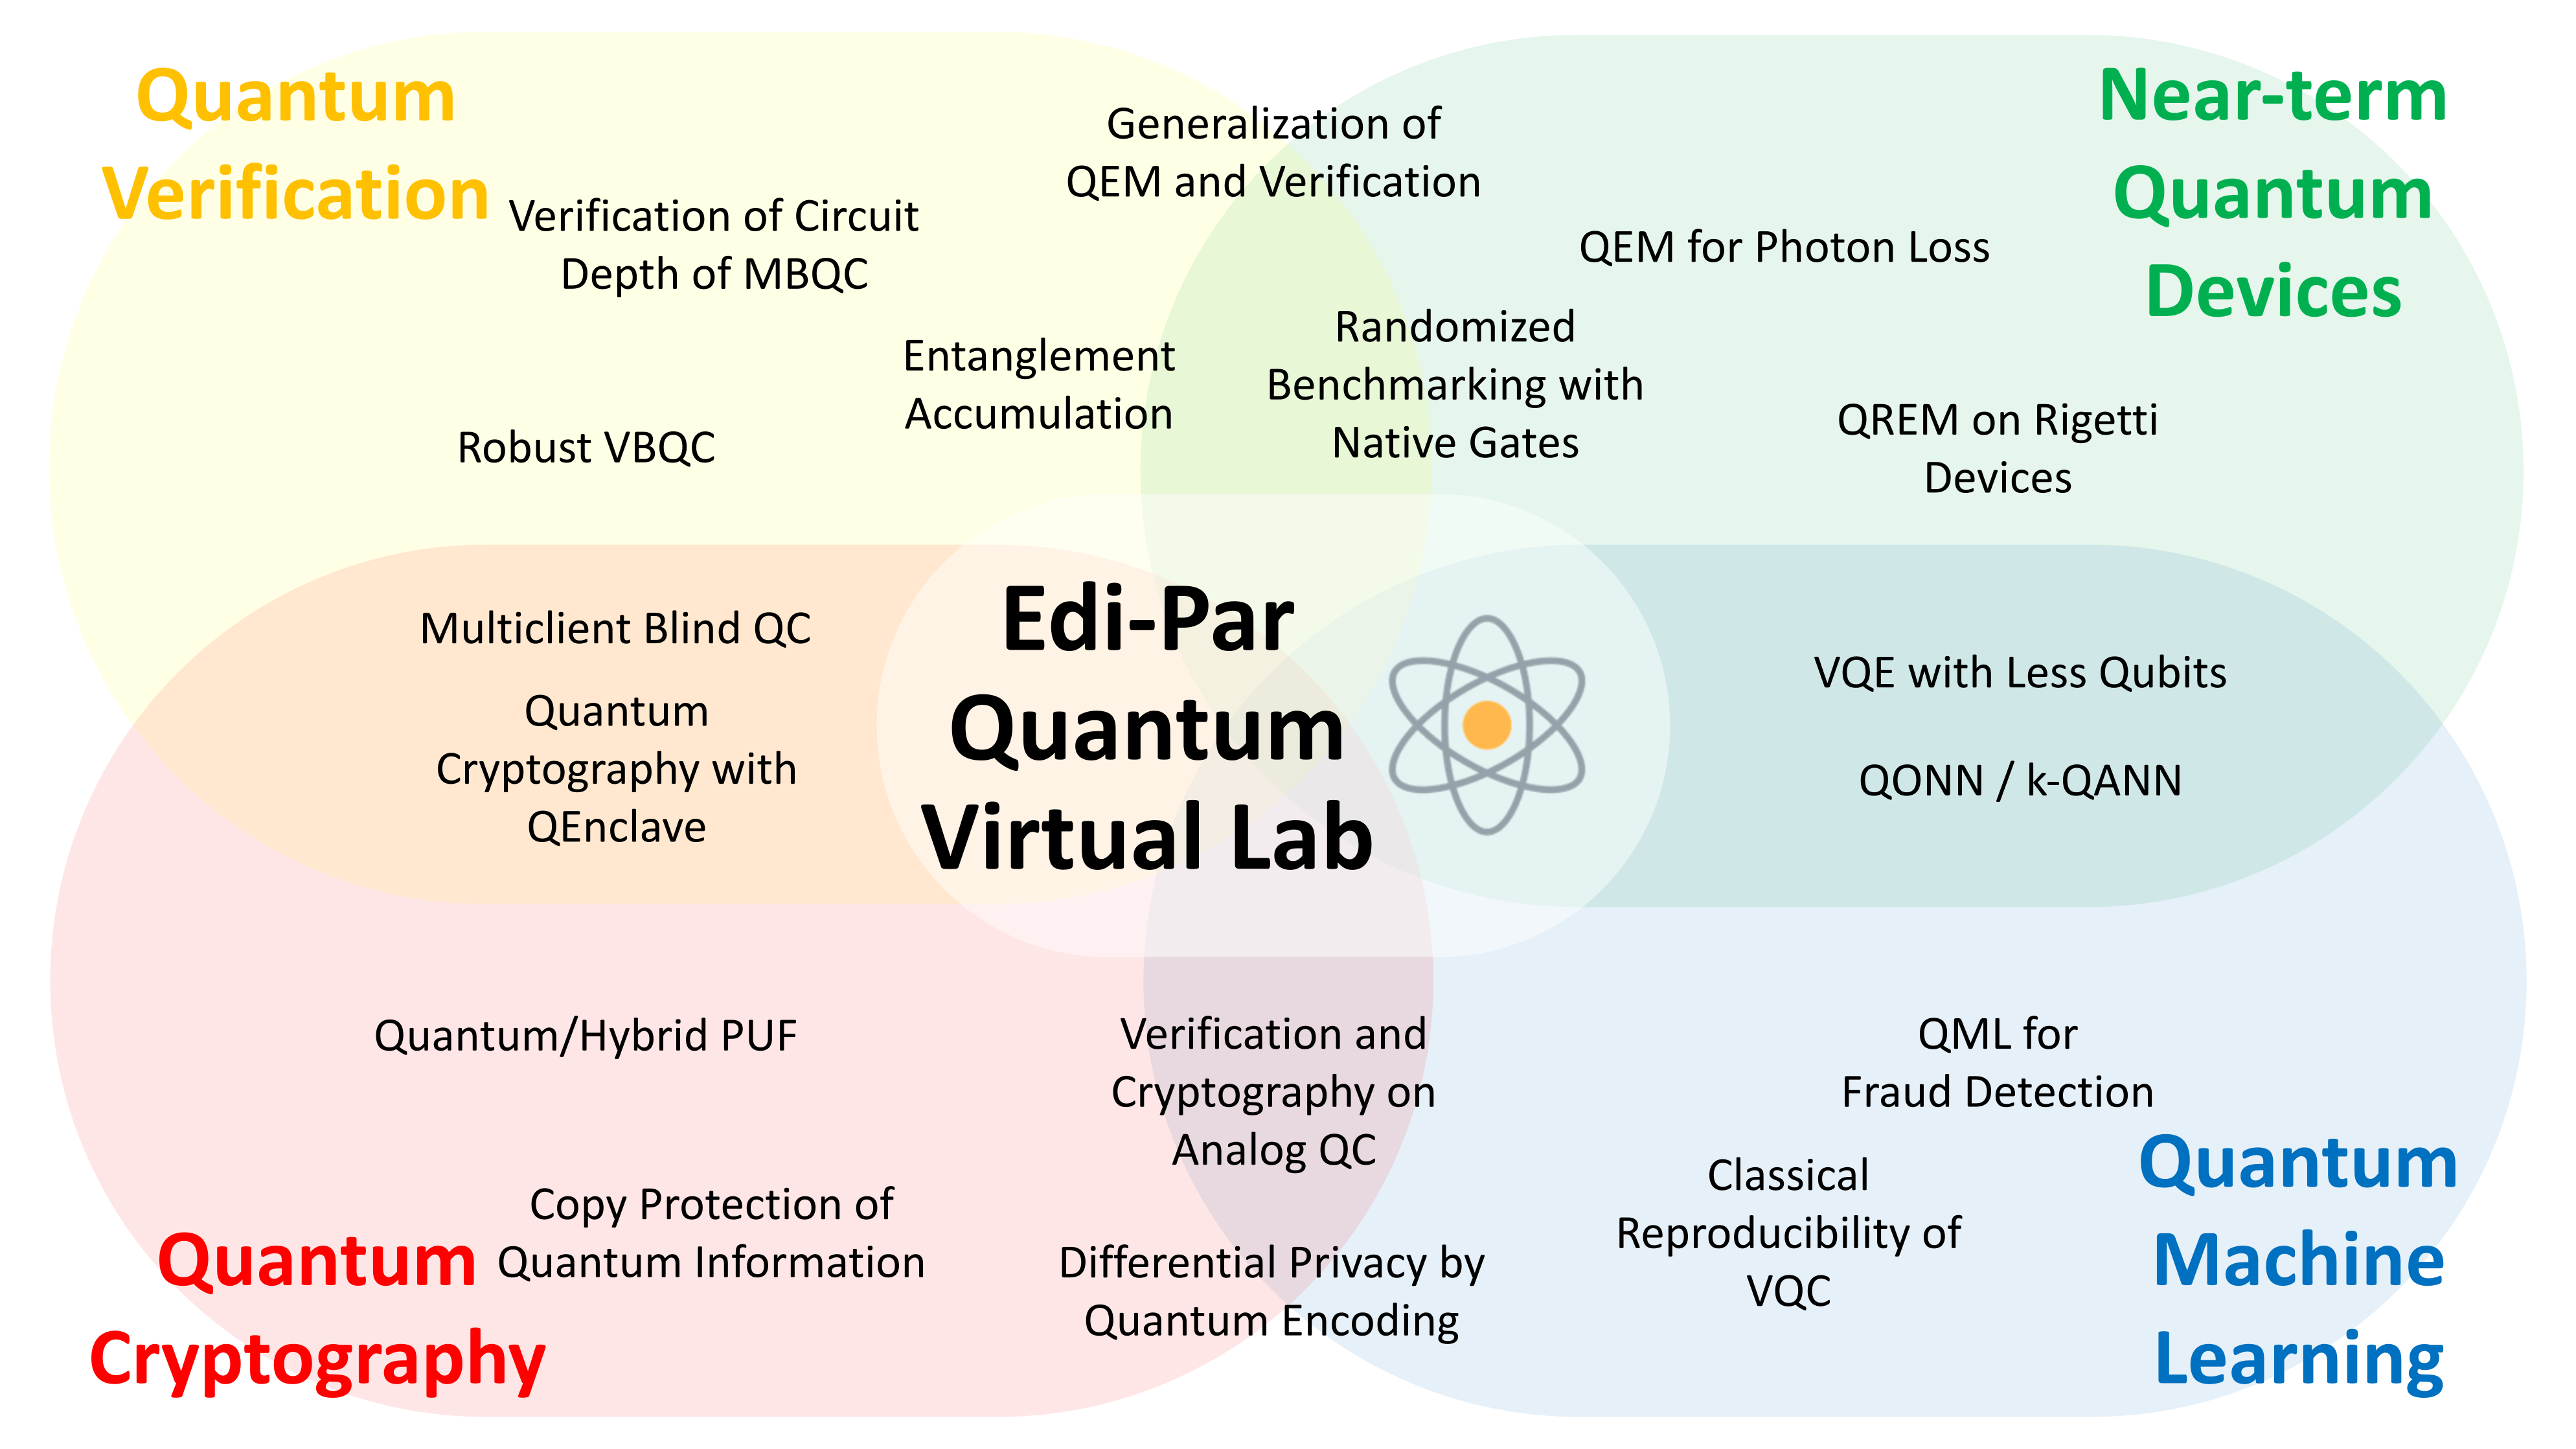 Quantum
Verification
Near-term
Quantum
Devices
Generalization of
QEM and Verification
Verification of Circuit
Depth of MBQC
QEM for Photon Loss
Entanglement
Accumulation
Randomized
Benchmarking with
Native Gates
Robust VBQC
QREM on Rigetti
Devices
Multiclient Blind QC
Quantum
Cryptography with
QEnclave
Edi-Par
Quantum
Virtual Lab
VQE with Less Qubits
QONN / k-QANN
Quantum/Hybrid PUF
Verification and
Cryptography on
Analog QC
QML for
Fraud Detection
Copy Protection of
Quantum Information
Differential Privacy by
Quantum Encoding
Classical
Reproducibility of
VQC
Quantum
Cryptography
Quantum
Machine
Learning